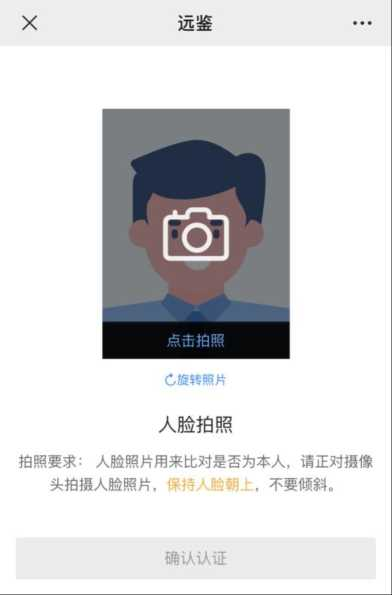 远鉴
点击拍照
旋转照片
人脸拍照
拍照要求： 人脸照片用来比对是否为本人，请正对摄像
头拍摄人脸照片，保持人脸朝上，不要倾斜。
确认认证